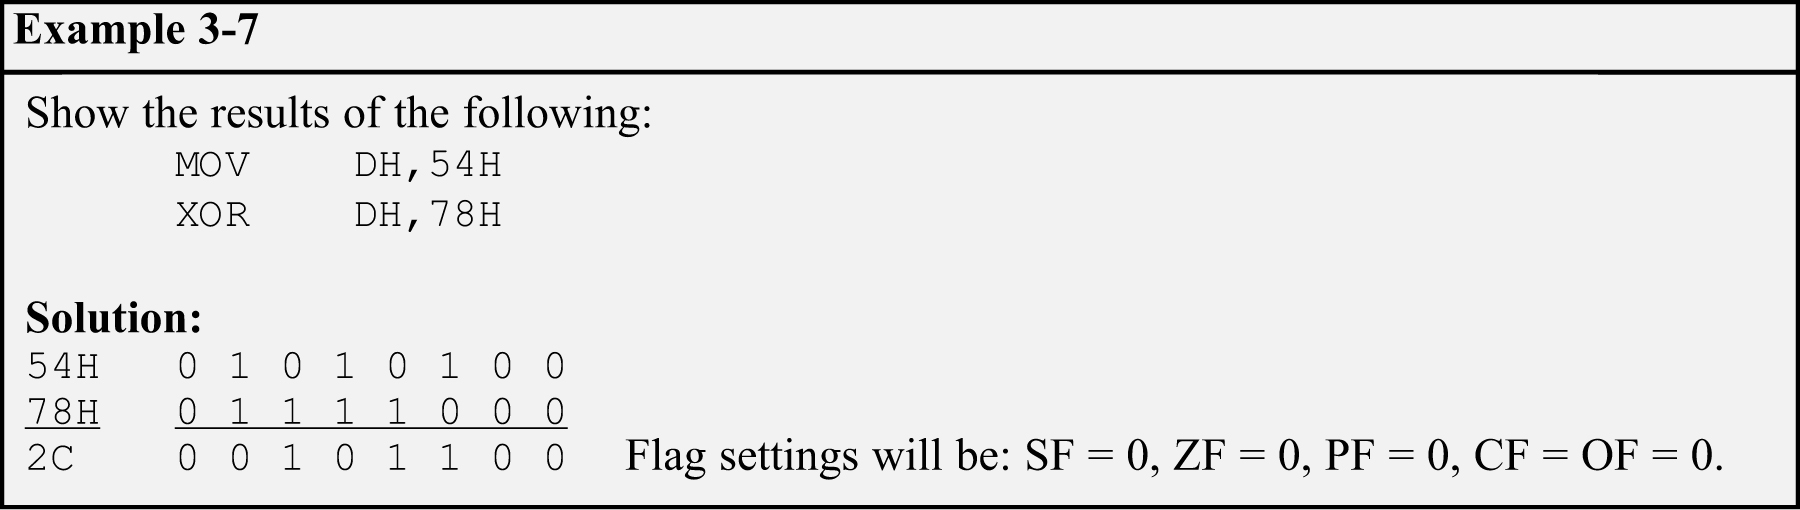 Example 3-7
Show the results of the following:
MOV DH,54H
XOR DH,78H
Solution:
54H 0 1 0 1 0 1 0 0
78H 0 1 1 1 1 0 0 0
2C 0 0 1 0 1 1 0 0 Flag settings will be: SF = 0, ZF = 0, PF = 0, CF = OF = 0.